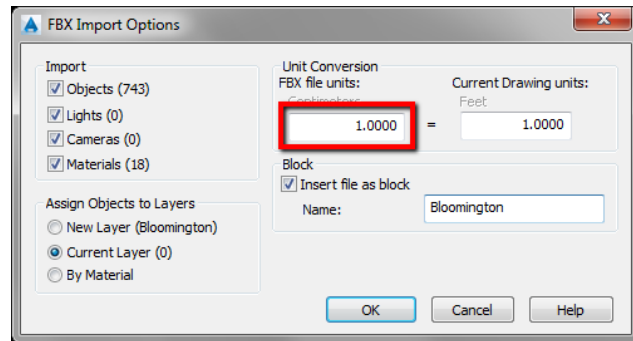 FBX Import Options
Import
Objects (743)
Lights (0)
Cameras (0)
Materials (18)
Assign Objects to Layers
New Layer (Bloomington)
Current Layer (0)
By Material
Unit Conversion
FBX file units:
Current Drawing units:
Centimeters
Feet
1.0000
=
1.0000
Block
Insert file as block
Name:
Bloomington
OK
Cancel
Help